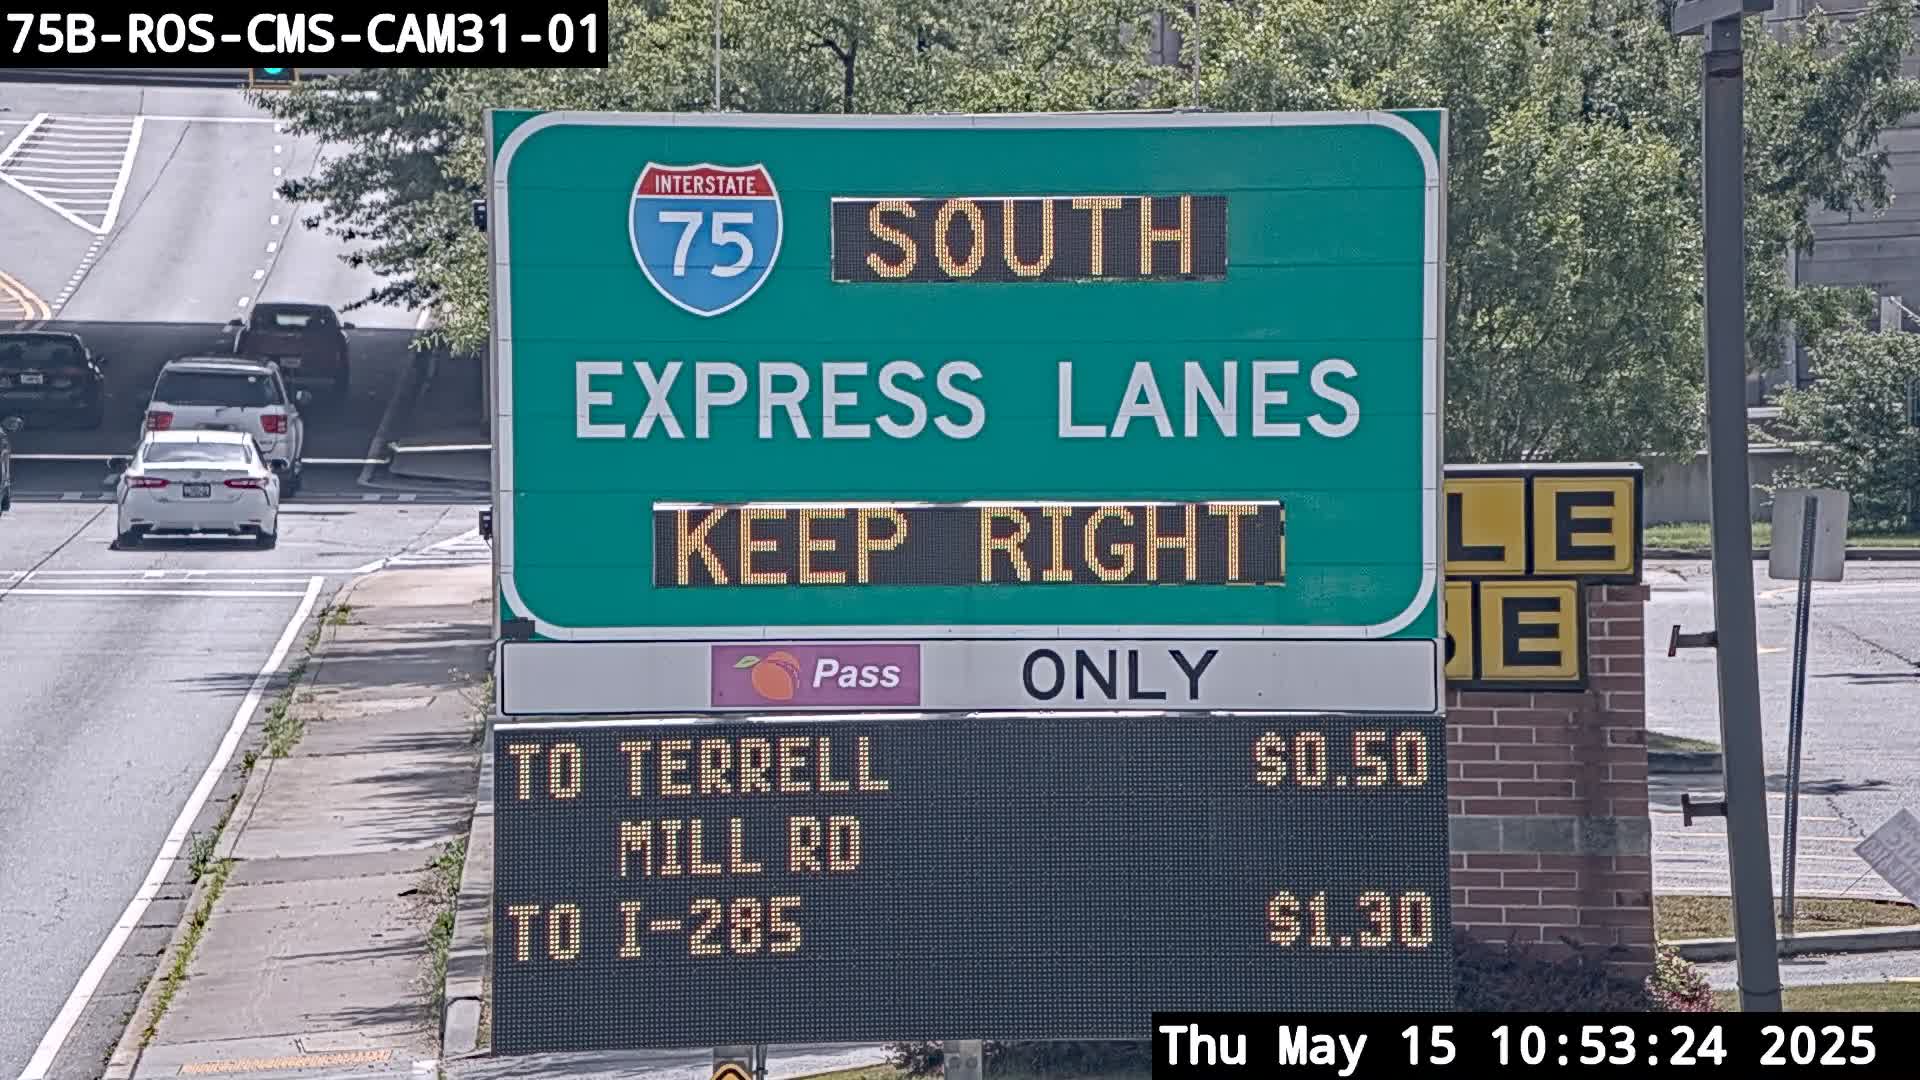 75B-ROS-CMS-CAM31-01
INTERSTATE
75
SOUTH
EXPRESS LANES
KEEP RIGHT
Pass ONLY
TO TERRELL $0.50
MILL RD
TO I-285 $1.30
LE
E
Thu May 15 10:53:24 2025